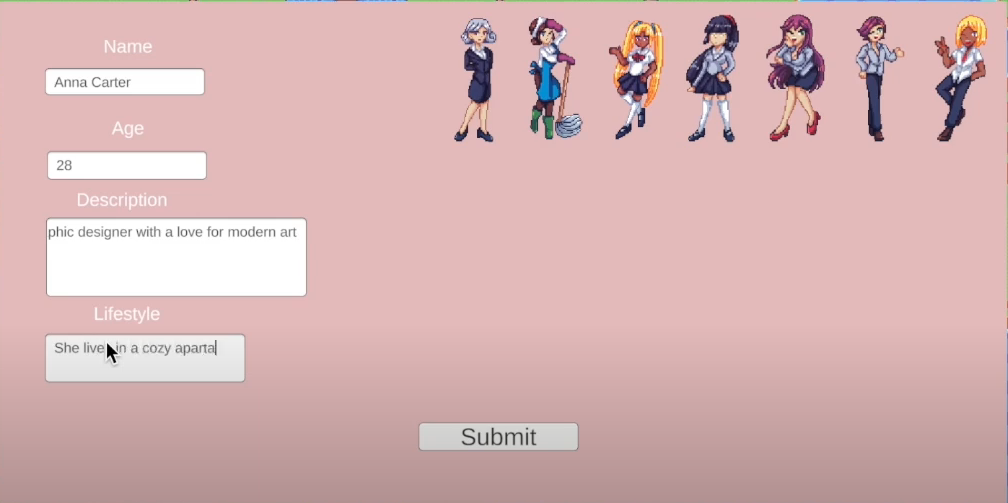 Name
Anna Carter
Age
28
Description
phic designer with a love for modern art
Lifestyle
She live in a cozy aparta
Submit